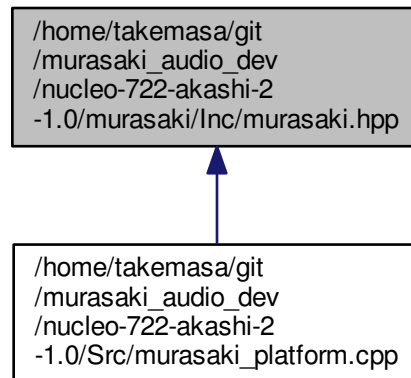 /home/takemasa/git
/murasaki_audio_dev
/nucleo-722-akashi-2
-1.0/murasaki/Inc/murasaki.hpp
/home/takemasa/git
/murasaki_audio_dev
/nucleo-722-akashi-2
-1.0/Src/murasaki_platform.cpp